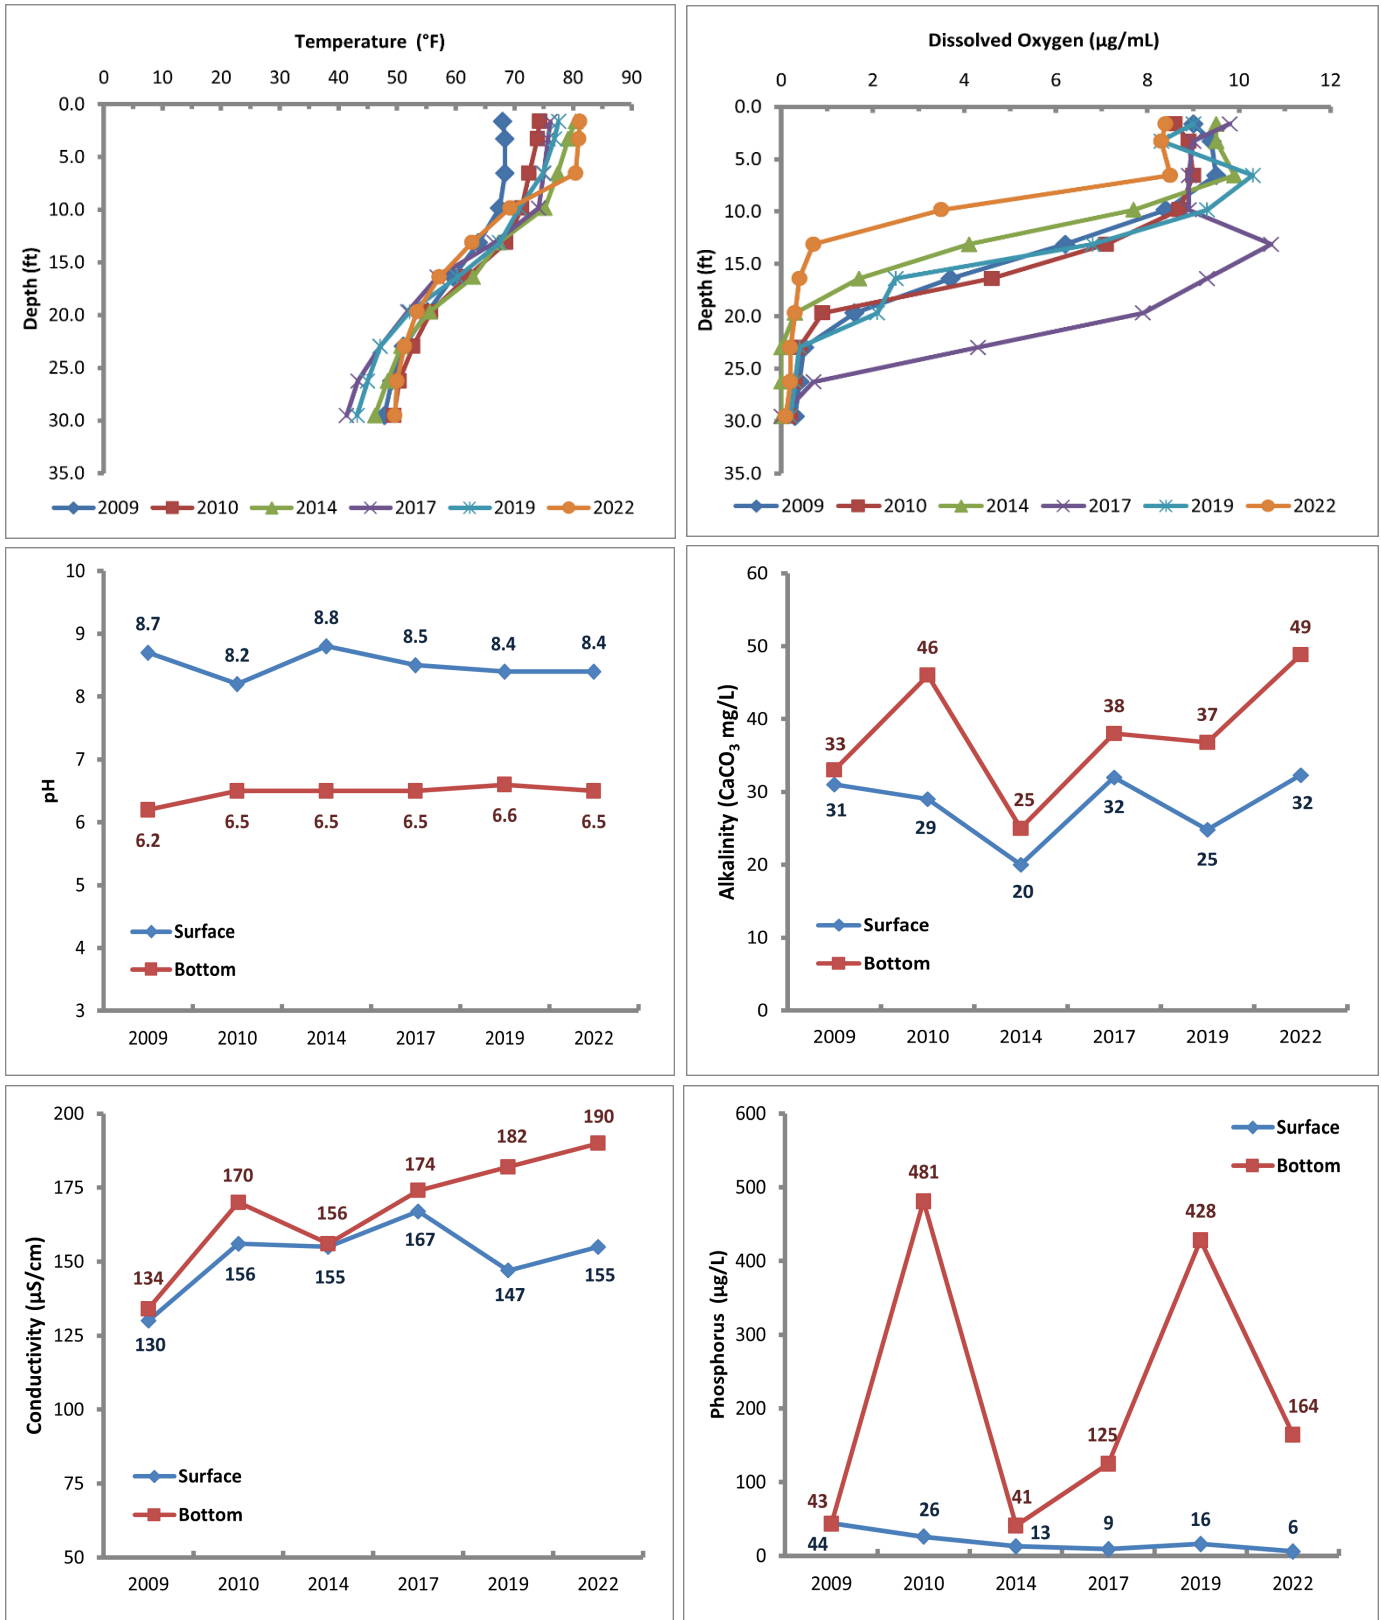 Temperature (°F)
0 10 20 30 40 50 60 70 80 90
0.0
5.0
10.0
15.0
20.0
25.0
30.0
35.0
Depth (ft)
2009 2010 2014 2017 2019 2022
Dissolved Oxygen (µg/mL)
0 2 4 6 8 10 12
0.0
5.0
10.0
15.0
20.0
25.0
30.0
35.0
Depth (ft)
2009 2010 2014 2017 2019 2022
10
9
8
7
6
5
4
3
pH
8.7 8.2 8.8 8.5 8.4 8.4
6.2 6.5 6.5 6.5 6.6 6.5
Surface
Bottom
2009 2010 2014 2017 2019 2022
60
50
40
30
20
10
0
Alkalinity (CaCO₃ mg/L)
33 46 25 38 37 49
31 29 20 32 25 32
Surface
Bottom
2009 2010 2014 2017 2019 2022
200
175
150
125
100
75
50
Conductivity (µS/cm)
134 170 156 174 182 190
130 156 155 167 147 155
Surface
Bottom
2009 2010 2014 2017 2019 2022
600
500
400
300
200
100
0
Phosphorus (µg/L)
Surface
Bottom
43 481 41 125 428 164
44 26 13 9 16 6
2009 2010 2014 2017 2019 2022